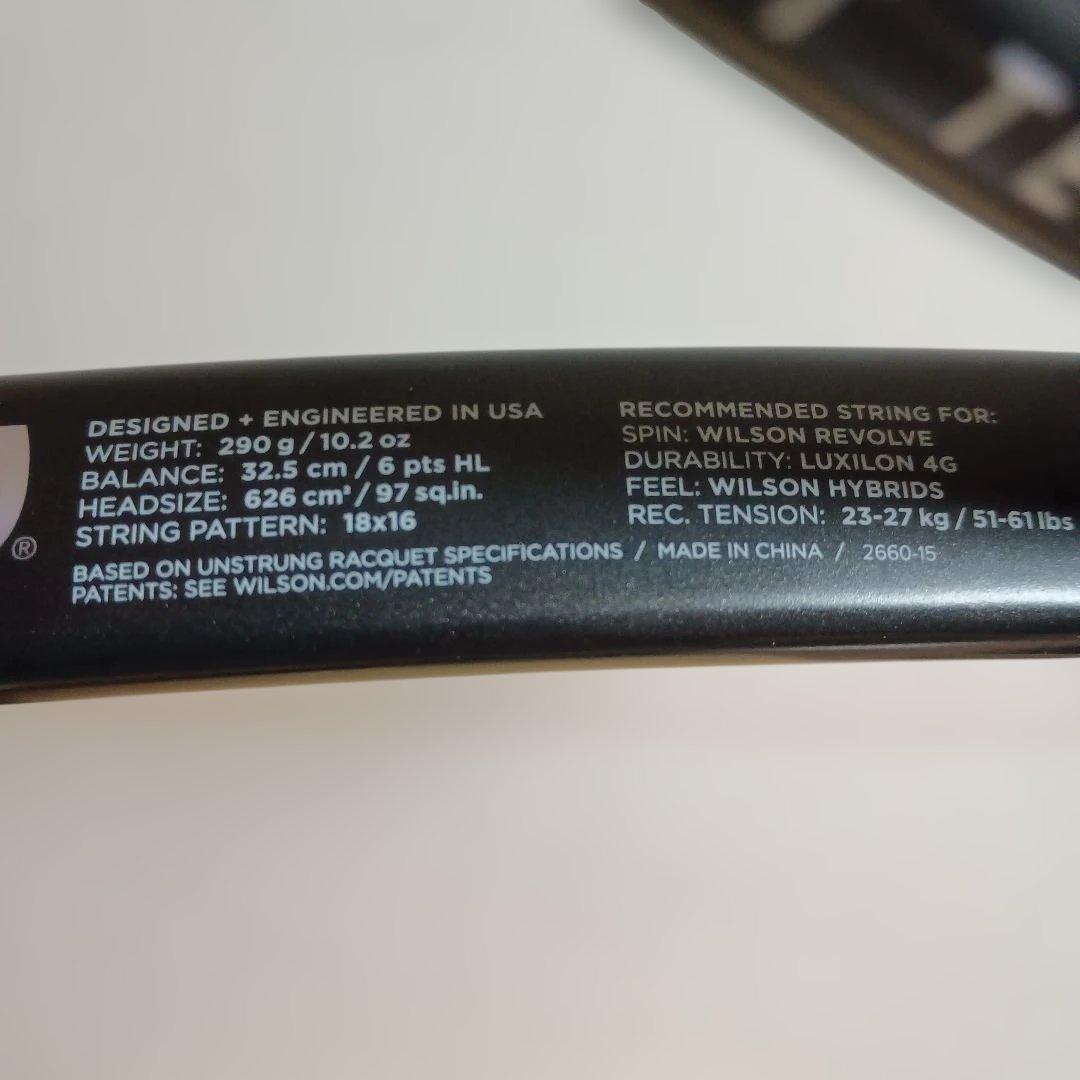 DESIGNED + ENGINEERED IN USA
WEIGHT: 290 g / 10.2 oz
BALANCE: 32.5 cm / 6 pts HL
HEADSIZE: 626 cm² / 97 sq.in.
STRING PATTERN: 18x16
RECOMMENDED STRING FOR:
SPIN: WILSON REVOLVE
DURABILITY: LUXILON 4G
FEEL: WILSON HYBRIDS
REC. TENSION: 23-27 kg / 51-61 lbs
BASED ON UNSTRUNG RACQUET SPECIFICATIONS / MADE IN CHINA / 2660-15
PATENTS: SEE WILSON.COM/PATENTS
®